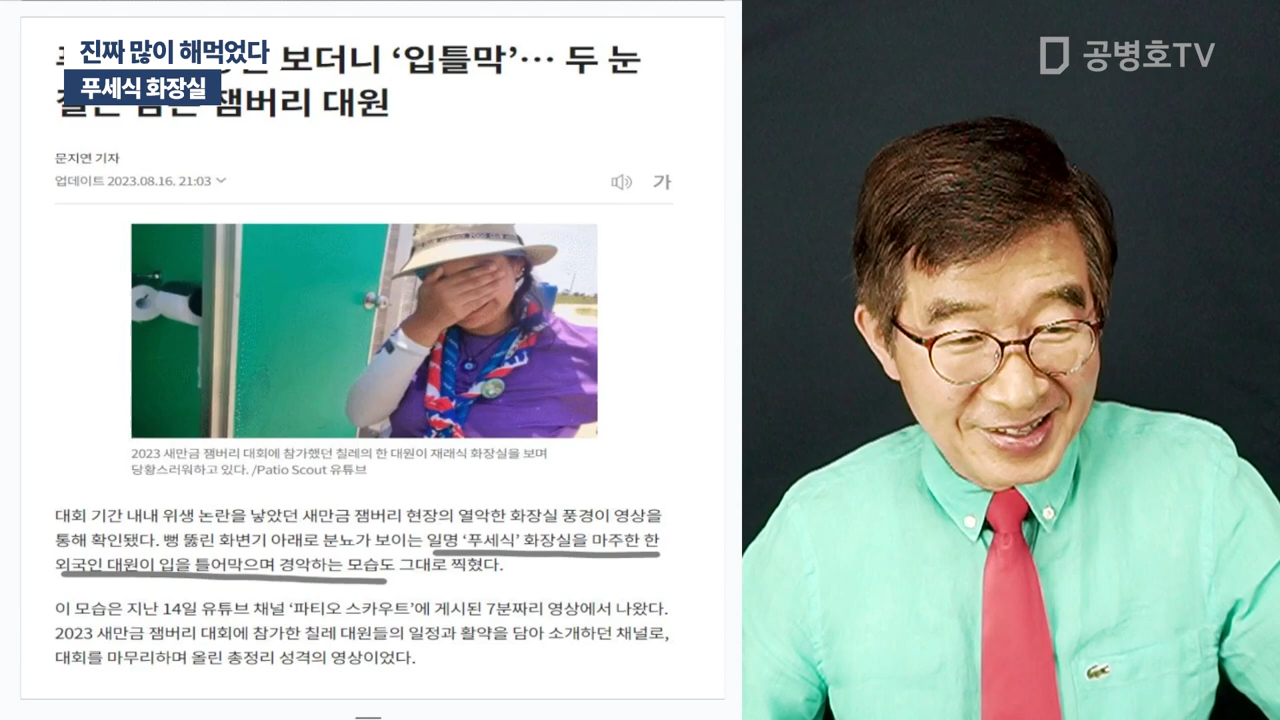 진짜 많이 해먹었다
푸세식 화장실
보더니 ‘입틀막’… 두 눈
잼버리 대원
공병호TV
문지연 기자
업데이트 2023.08.16. 21:03
가
2023 새만금 잼버리 대회에 참가했던 칠레의 한 대원이 재래식 화장실을 보며
당황스러워하고 있다. /Patio Scout 유튜브
대회 기간 내내 위생 논란을 낳았던 새만금 잼버리 현장의 열악한 화장실 풍경이 영상을
통해 확인됐다. 뻥 뚫린 화변기 아래로 분뇨가 보이는 일명 ‘푸세식’ 화장실을 마주한 한
외국인 대원이 입을 틀어막으며 경악하는 모습도 그대로 찍혔다.
이 모습은 지난 14일 유튜브 채널 ‘파티오 스카우트’에 게시된 7분짜리 영상에서 나왔다.
2023 새만금 잼버리 대회에 참가한 칠레 대원들의 일정과 활약을 담아 소개하던 채널로,
대회를 마무리하며 올린 총정리 성격의 영상이었다.